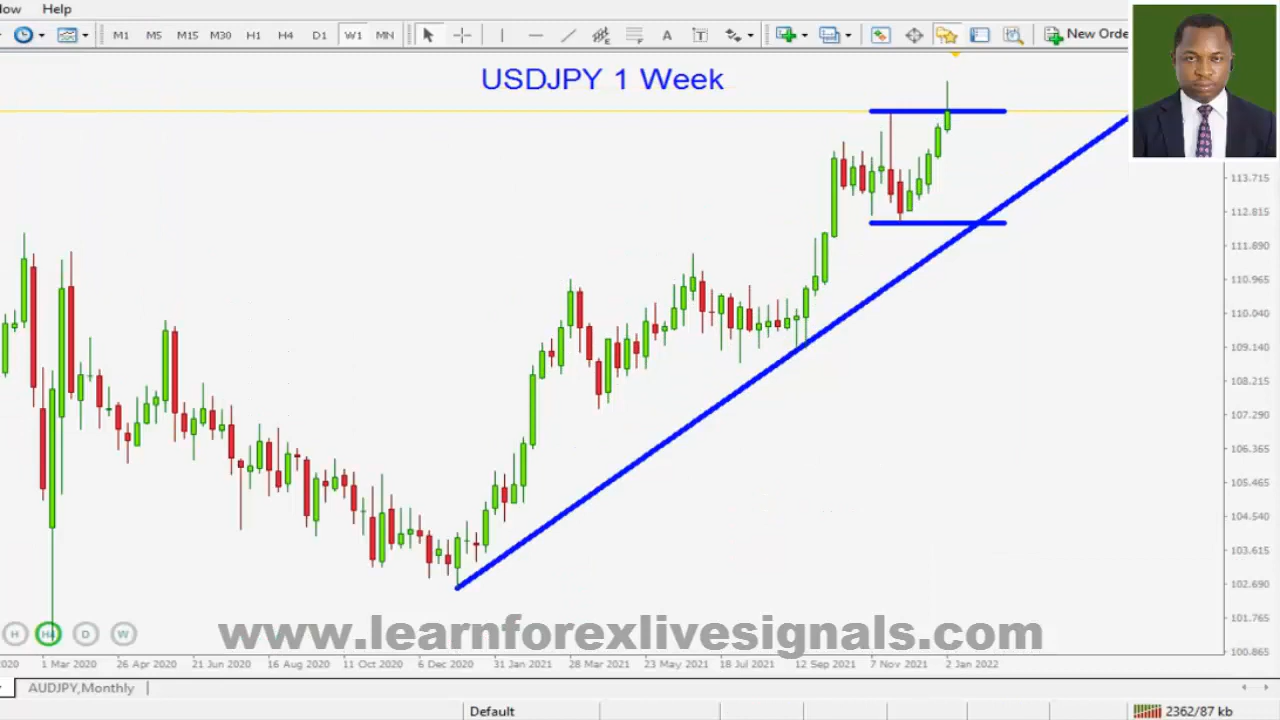 ow Help
M1 M5 M15 M30 H1 H4 D1 W1 MN A T New Orde
USDJPY 1 Week
113.715
112.815
111.690
110.965
110.040
109.140
108.215
107.290
106.365
105.465
104.540
103.615
102.690
101.765
100.865
H H4 D W
www.learnforexlivesignals.com
2020 1 Mar 2020 26 Apr 2020 21 Jun 2020 16 Aug 2020 11 Oct 2020 6 Dec 2020 31 Jan 2021 28 Mar 2021 23 May 2021 18 Jul 2021 12 Sep 2021 7 Nov 2021 2 Jan 2022
AUDJPY,Monthly
Default 2362/87 kb